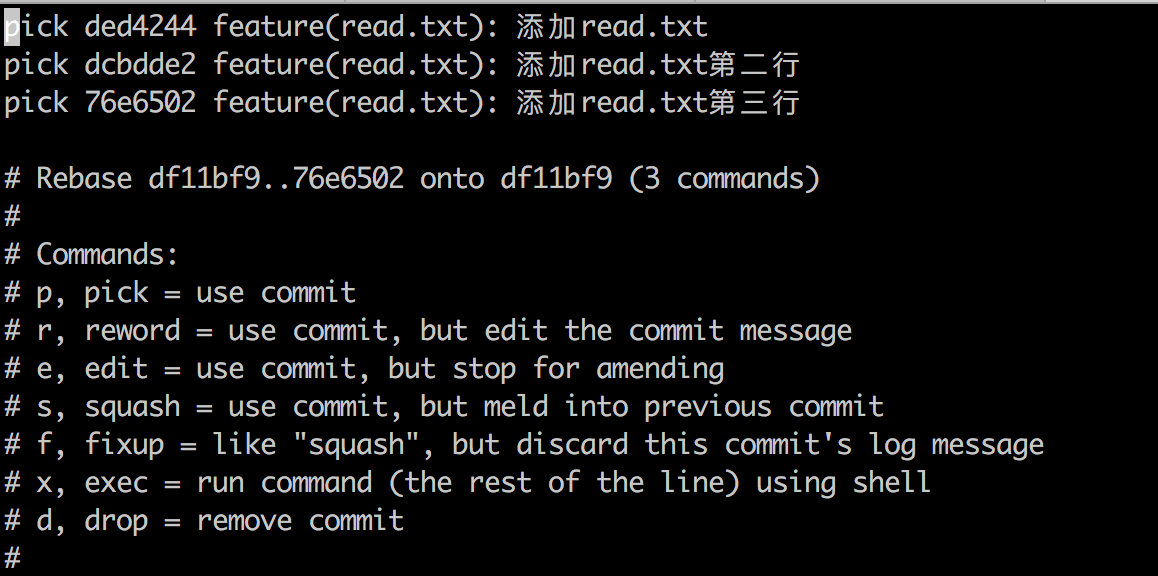 pick ded4244 feature(read.txt): 添加read.txt
pick dcbdde2 feature(read.txt): 添加read.txt第二行
pick 76e6502 feature(read.txt): 添加read.txt第三行
# Rebase df11bf9..76e6502 onto df11bf9 (3 commands)
#
# Commands:
# p, pick = use commit
# r, reword = use commit, but edit the commit message
# e, edit = use commit, but stop for amending
# s, squash = use commit, but meld into previous commit
# f, fixup = like "squash", but discard this commit's log message
# x, exec = run command (the rest of the line) using shell
# d, drop = remove commit
#